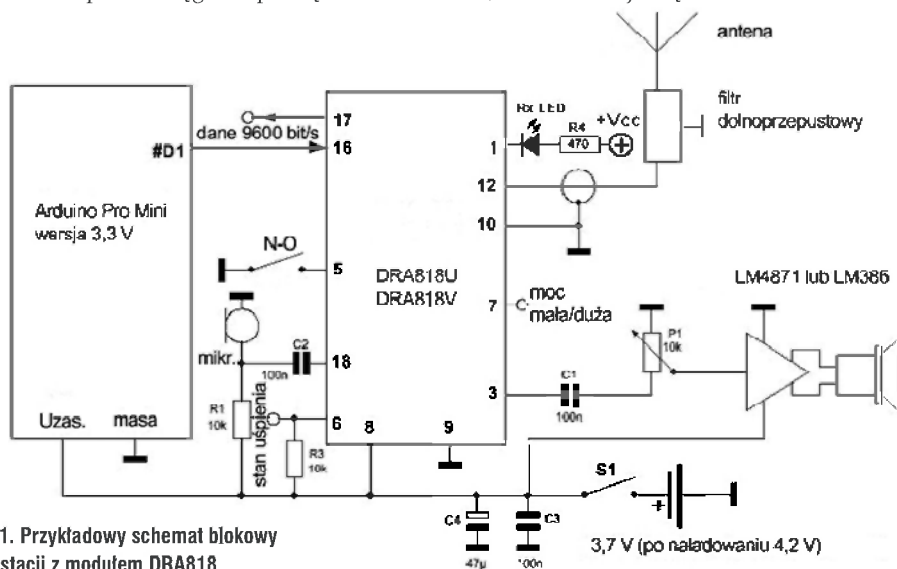 antena
filtr
dolnoprzepustowy
Rx LED
+Vcc
R4
470
17
dane 9600 bit/s
16
#D1
1
12
10
Arduino Pro Mini
wersja 3,3 V
N-O
5
DRA818U
DRA818V
7
moc
mała/duża
LM4871 lub LM386
mikr.
C2
100n
18
P1
10k
3
C1
100n
R1
10k
stan uśpienia
6
8
9
R3
10k
Uzas.
masa
S1
C4
47µ
C3
100n
+
3,7 V (po naładowaniu 4,2 V)
1. Przykładowy schemat blokowy
stacji z modułem DRA818